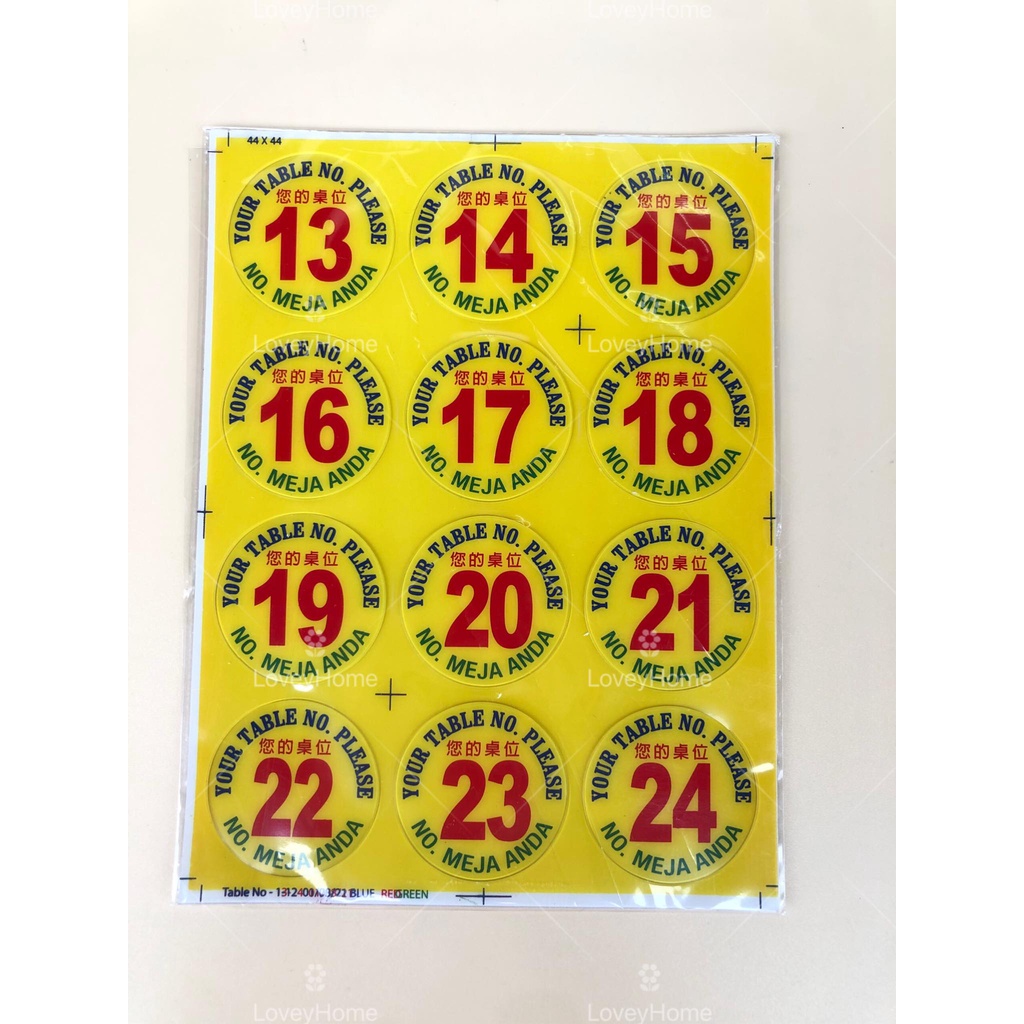 LoveyHome LoveyHome
44 X 44
YOUR TABLE NO. PLEASE
您的桌位
13
NO. MEJA ANDA
YOUR TABLE NO. PLEASE
您的桌位
14
NO. MEJA ANDA
YOUR TABLE NO. PLEASE
您的桌位
15
NO. MEJA ANDA
LoveyHome LoveyHome
YOUR TABLE NO. PLEASE
您的桌位
16
NO. MEJA ANDA
YOUR TABLE NO. PLEASE
您的桌位
17
NO. MEJA ANDA
YOUR TABLE NO. PLEASE
您的桌位
18
NO. MEJA ANDA
YOUR TABLE NO. PLEASE
您的桌位
19
NO. MEJA ANDA
YOUR TABLE NO. PLEASE
您的桌位
20
NO. MEJA ANDA
YOUR TABLE NO. PLEASE
您的桌位
21
NO. MEJA ANDA
LoveyHome LoveyHome
YOUR TABLE NO. PLEASE
您的桌位
22
NO. MEJA ANDA
YOUR TABLE NO. PLEASE
您的桌位
23
NO. MEJA ANDA
YOUR TABLE NO. PLEASE
您的桌位
24
NO. MEJA ANDA
Table No - BLUE GREEN
LoveyHome LoveyHome